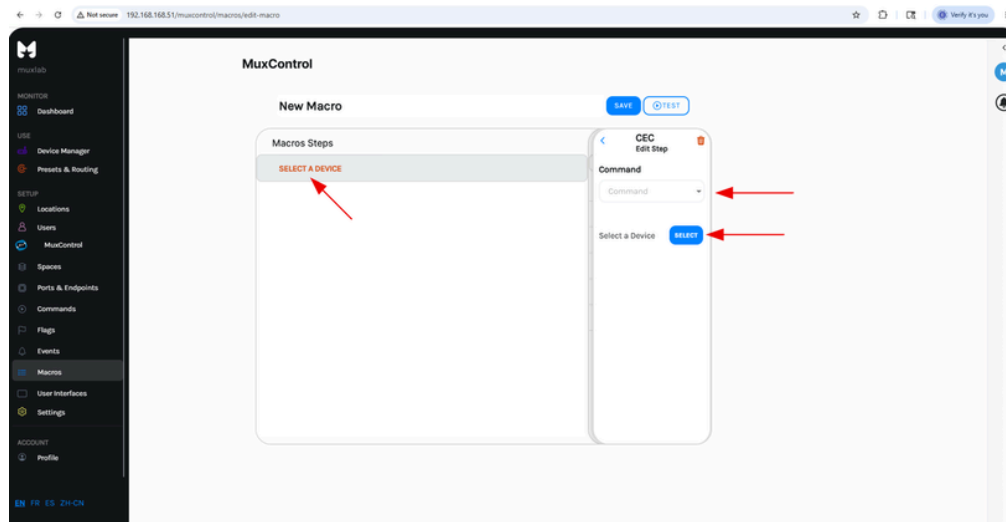 Not secure 192.168.168.51/muxcontrol/macros/edit-macro
Verify it's you
muxlab
MuxControl
MONITOR
Dashboard
New Macro
SAVE
TEST
USE
Device Manager
Presets & Routing
Macros Steps
CEC
Edit Step
SELECT A DEVICE
Command
Command
SETUP
Locations
Users
MuxControl
Select a Device
SELECT
Spaces
Ports & Endpoints
Commands
Flags
Events
Macros
User Interfaces
Settings
ACCOUNT
Profile
EN FR ES ZH-CN
M